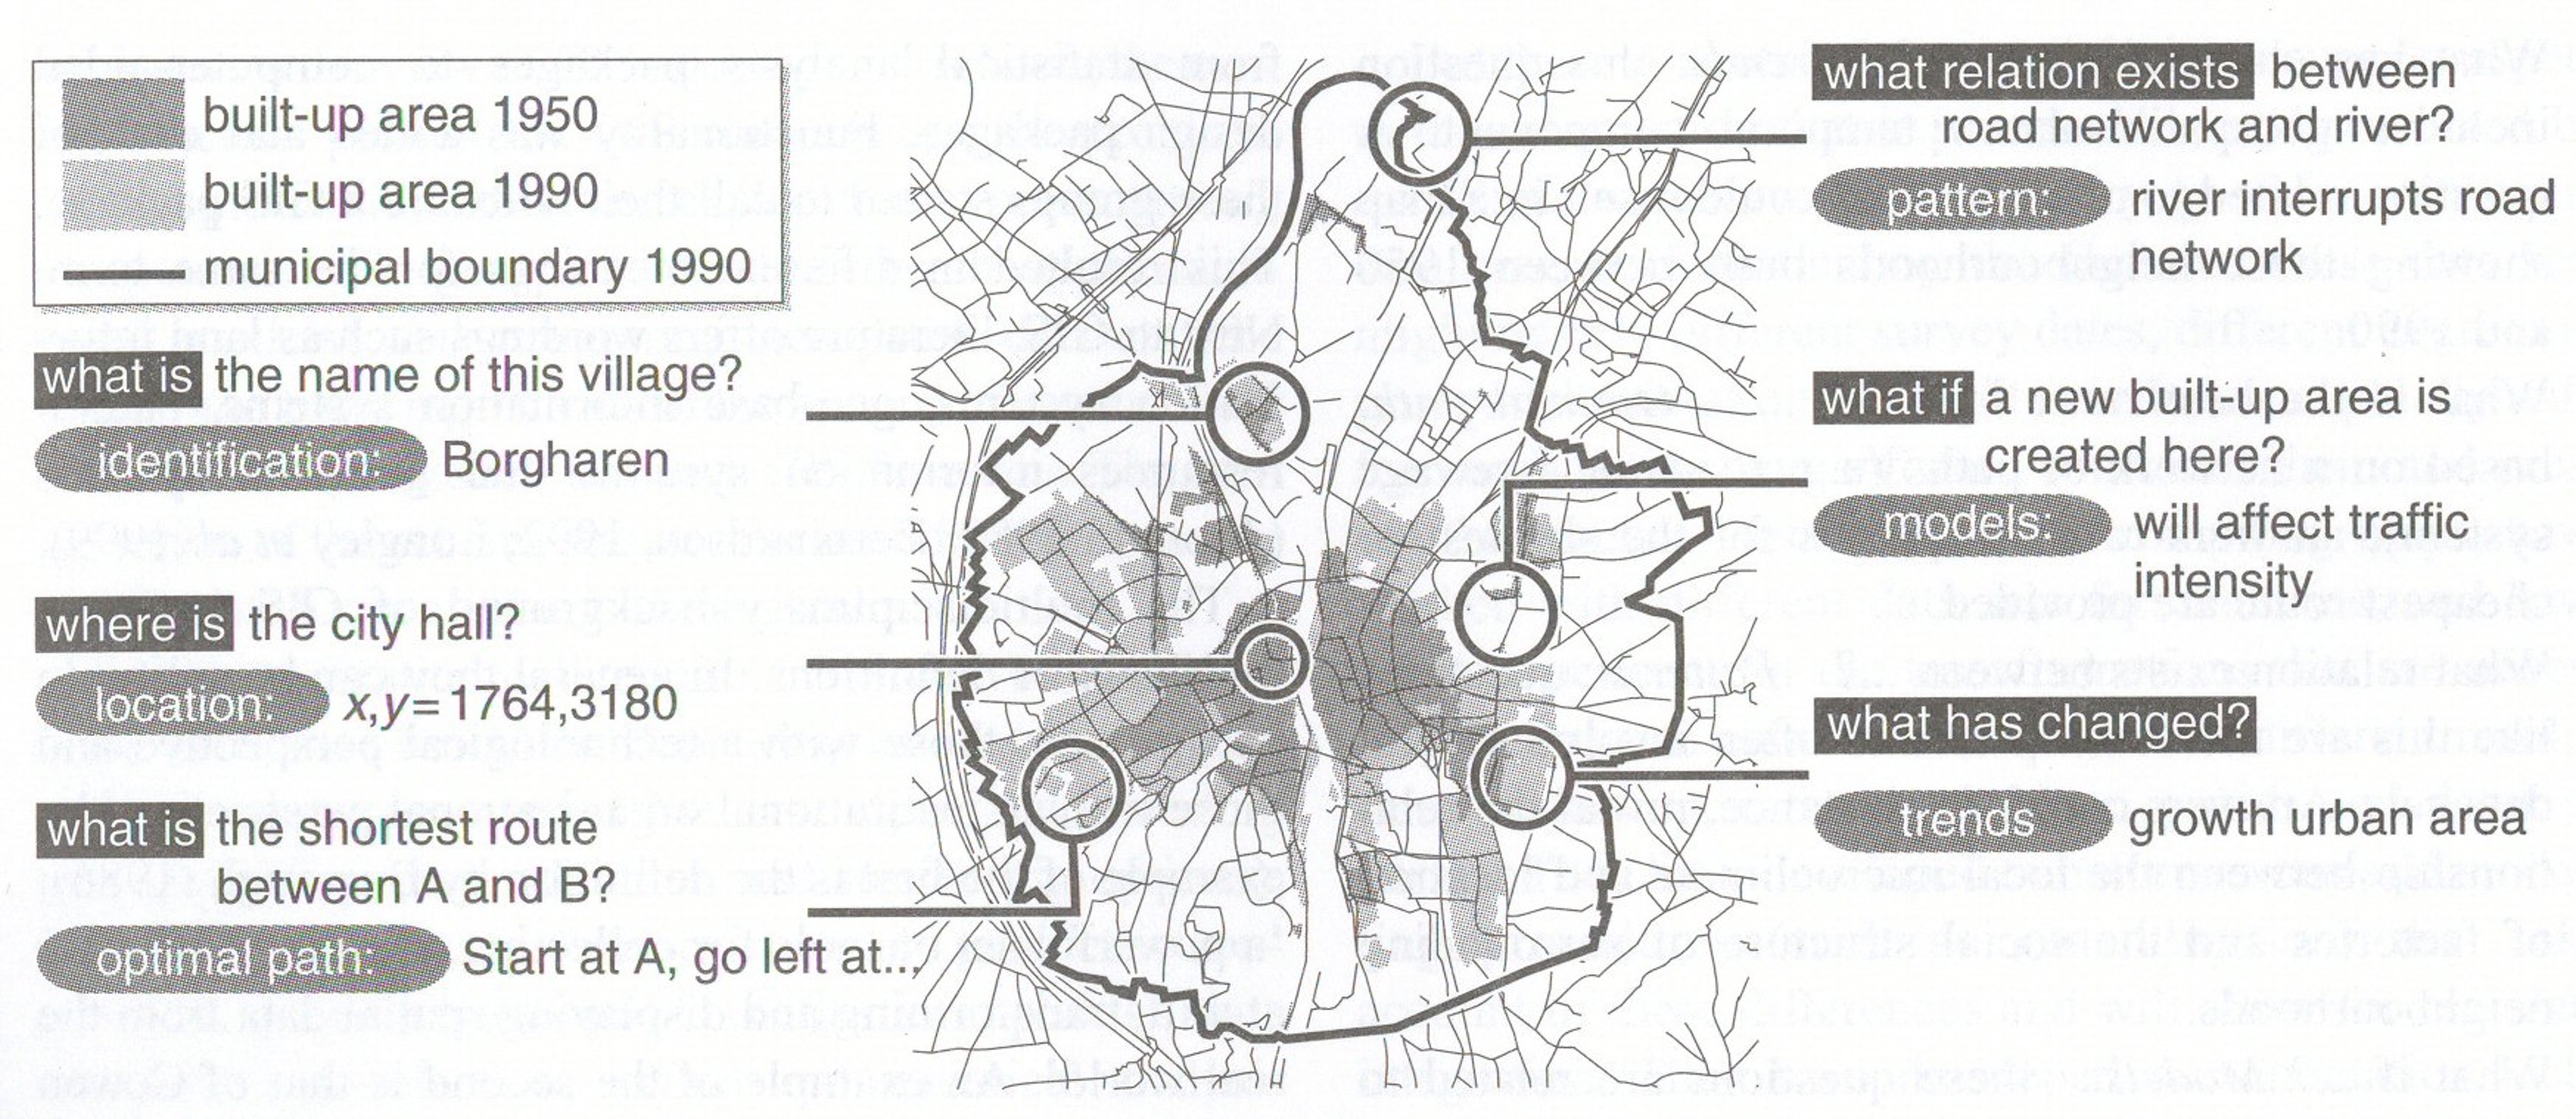 built-up area 1950
built-up area 1990
municipal boundary 1990
what is the name of this village?
identification: Borgharen
where is the city hall?
location: x,y= 1764,3180
what is the shortest route
between A and B?
optimal path: Start at A, go left at...
what relation exists between
road network and river?
pattern: river interrupts road
network
what if a new built-up area is
created here?
models: will affect traffic
intensity
what has changed?
trends growth urban area